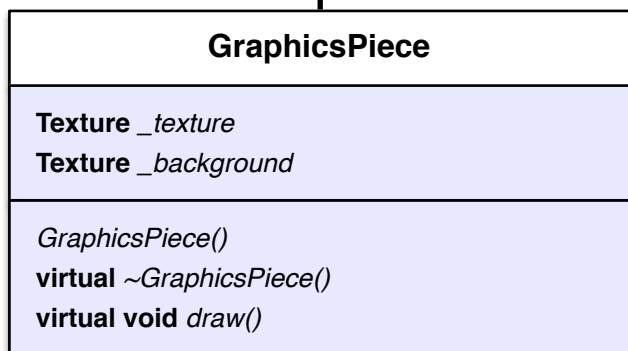 GraphicsPiece
Texture _texture
Texture _background
GraphicsPiece()
virtual ~GraphicsPiece()
virtual void draw()